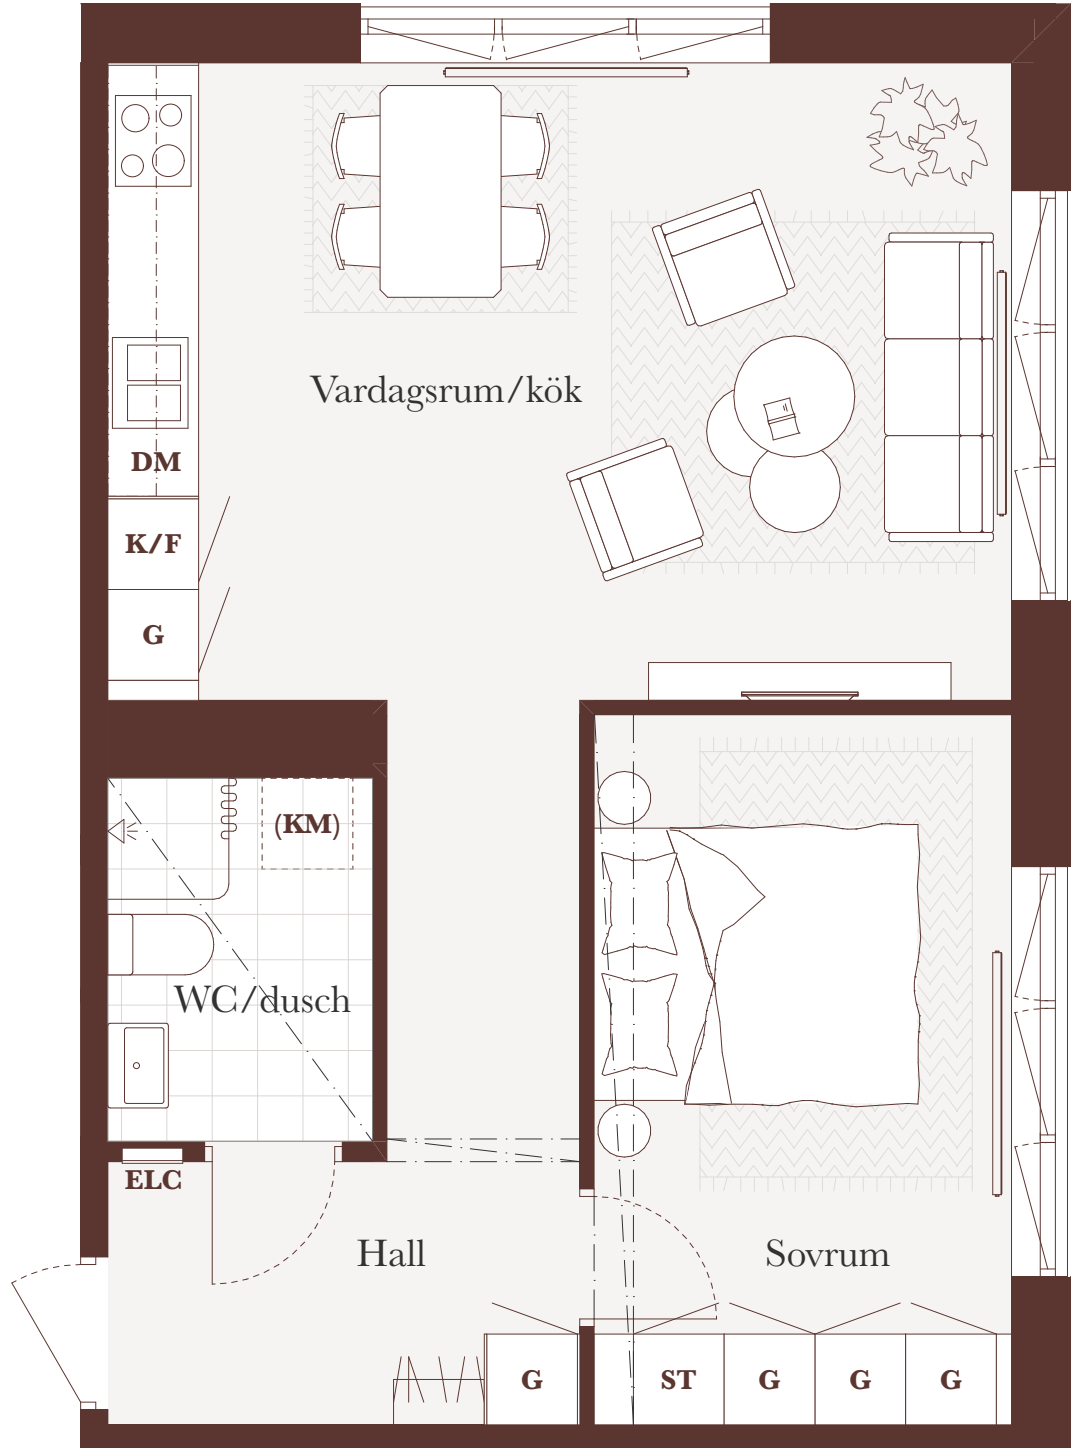 Vardagsrum/kök
DM
K/F
G
(KM)
WC/dusch
ELC
Hall
Sovrum
G
ST
G
G
G